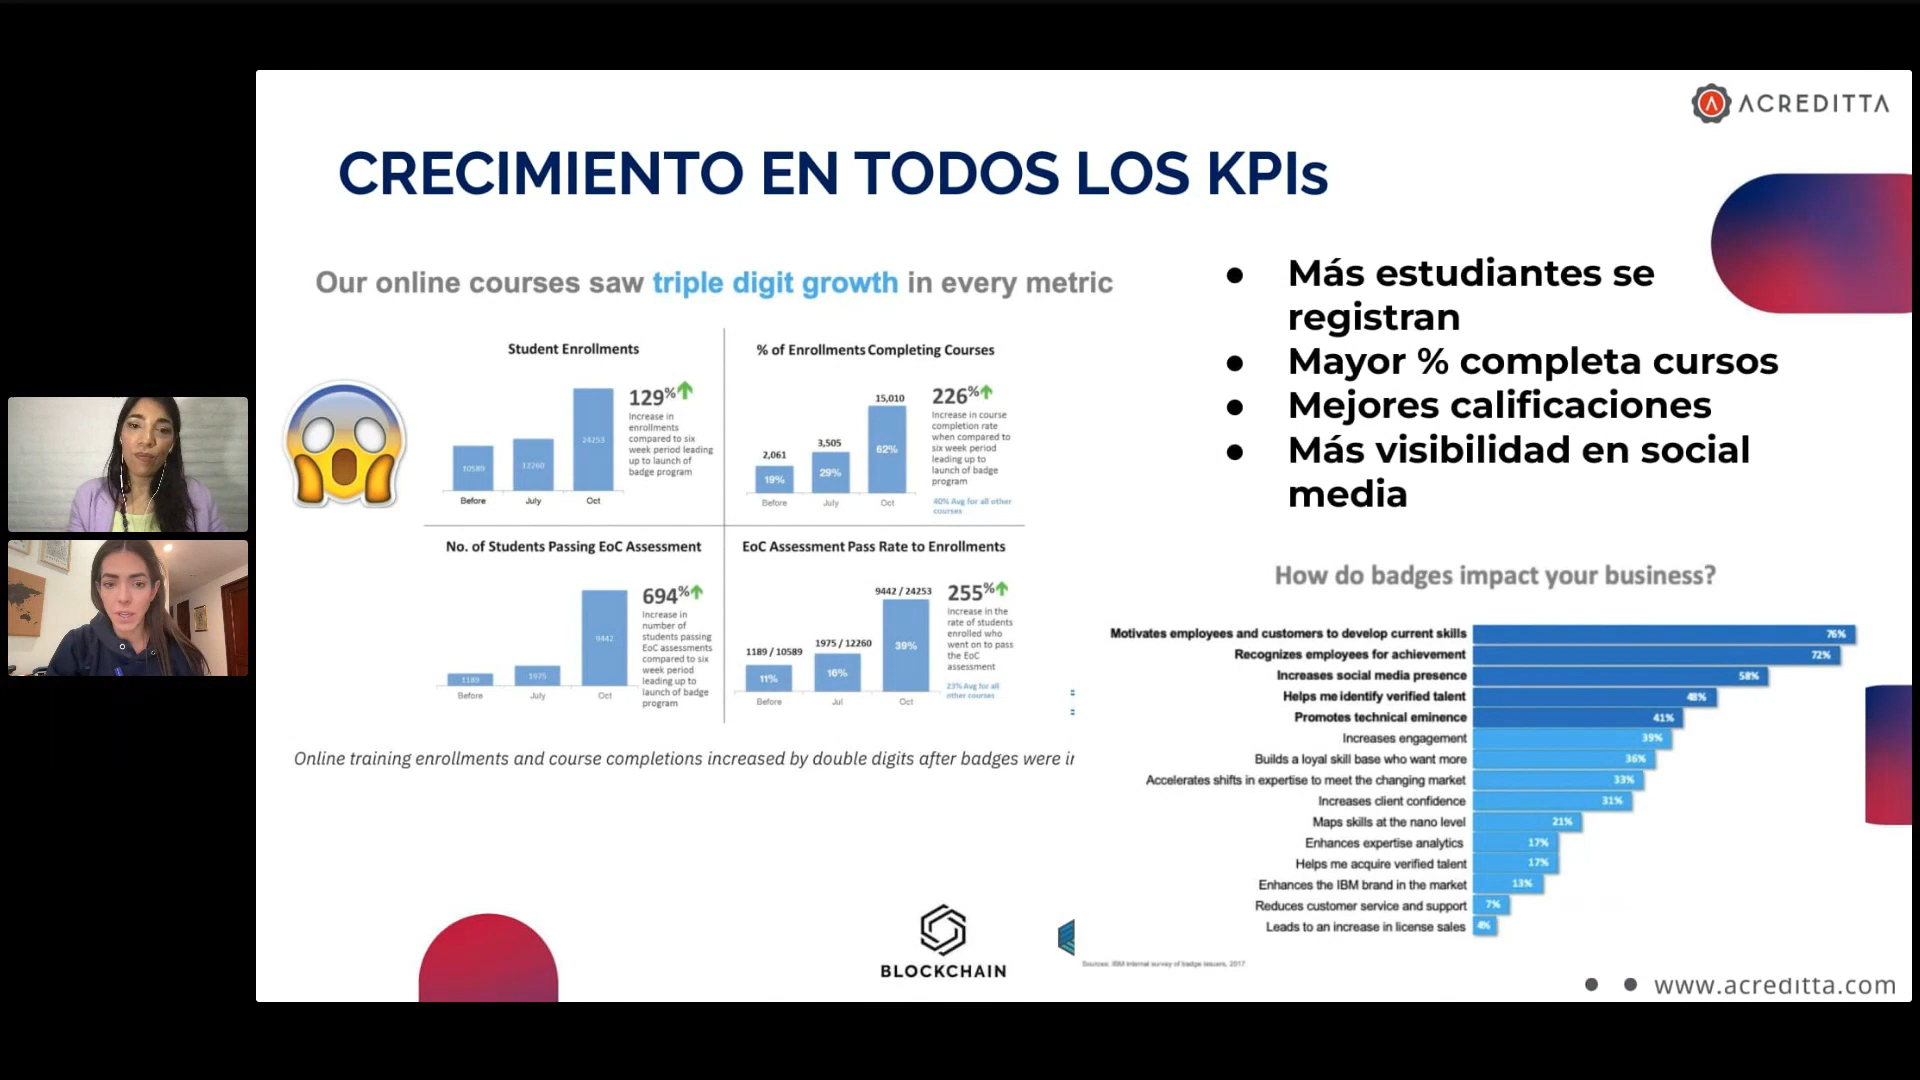 ACREDITTA
CRECIMIENTO EN TODOS LOS KPIs
Our online courses saw triple digit growth in every metric
Student Enrollments
10589
12260
24253
Before
July
Oct
129%
Increase in
enrollments
compared to six
week period leading
up to launch of
badge program
% of Enrollments Completing Courses
2,061
3,505
15,010
19%
29%
62%
Before
July
Oct
226%
Increase in course
completion rate
when compared to
six week period
leading up to
launch of badge
program
40% Avg for all other
courses
No. of Students Passing EoC Assessment
1189
1975
9442
Before
July
Oct
694%
Increase in
number of
students passing
EoC assessments
compared to six
week period
leading up to
launch of badge
program
EoC Assessment Pass Rate to Enrollments
1189 / 10589
1975 / 12260
9442 / 24253
11%
16%
39%
Before
Jul
Oct
255%
Increase in the
rate of students
enrolled who
went on to pass
the EoC
assessment
23% Avg for all
other courses
Online training enrollments and course completions increased by double digits after badges were
● Más estudiantes se
registran
● Mayor % completa cursos
● Mejores calificaciones
● Más visibilidad en social
media
How do badges impact your business?
Motivates employees and customers to develop current skills 76%
Recognizes employees for achievement 72%
Increases social media presence 58%
Helps me identify verified talent 48%
Promotes technical eminence 41%
Increases engagement 39%
Builds a loyal skill base who want more 36%
Accelerates shifts in expertise to meet the changing market 33%
Increases client confidence 31%
Maps skills at the nano level 21%
Enhances expertise analytics 17%
Helps me acquire verified talent 17%
Enhances the IBM brand in the market 13%
Reduces customer service and support 7%
Leads to an increase in license sales 4%
Sources: IBM internal survey of badge issuers, 2017
BLOCKCHAIN
www.acreditta.com